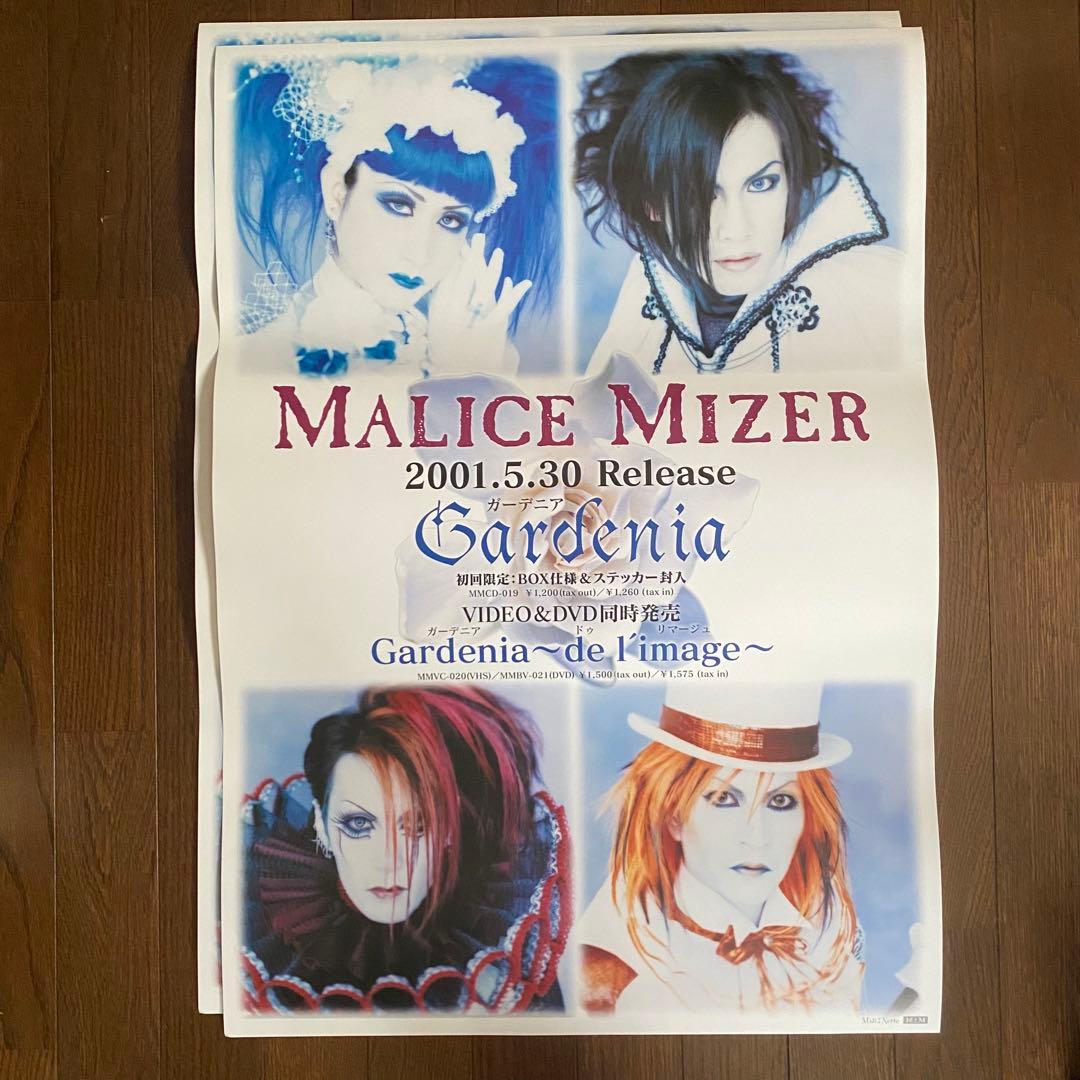 MALICE MIZER
2001.5.30 Release
ガーデニア
Gardenia
初回限定：BOX仕様＆ステッカー封入
MMCD-019 ￥1,200(tax out)／￥1,260 (tax in)
VIDEO＆DVD同時発売
ガーデニア ドゥ リマージュ
Gardenia～de l´image～
MMVC-020(VHS)／MMBV-021(DVD) ￥1,500(tax out)／￥1,575 (tax in)
Midi:Nette M†M